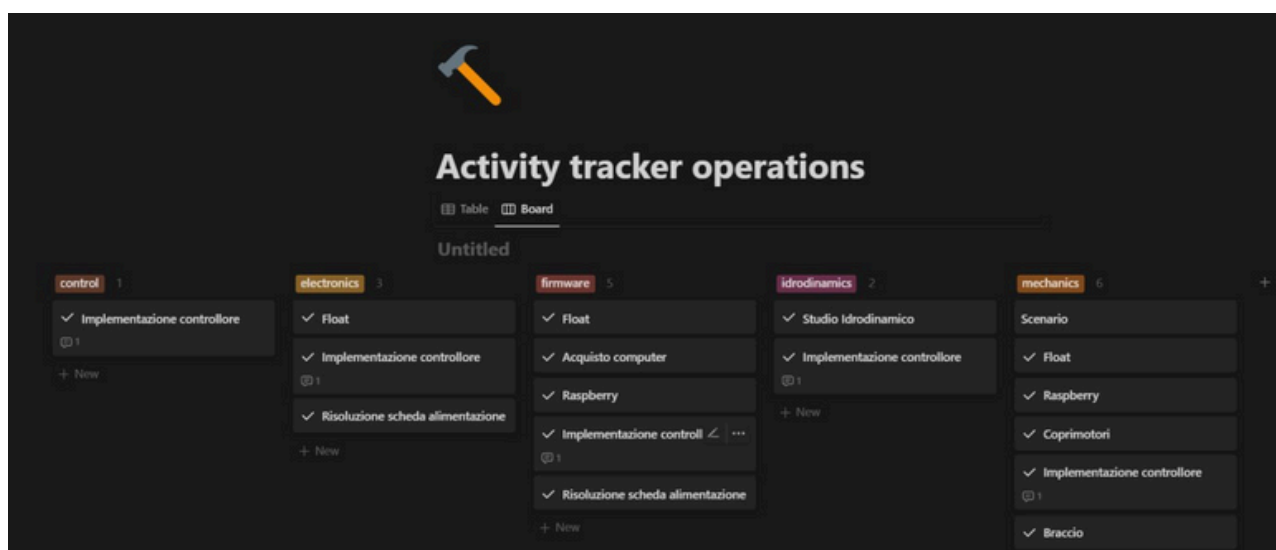 Activity tracker operations
Table Board
Untitled
control 1
Implementazione controllore
1
+ New
electronics 3
Float
Implementazione controllore
1
Risoluzione scheda alimentazione
+ New
firmware 5
Float
Acquisto computer
Raspberry
Implementazione controll
1
Risoluzione scheda alimentazione
+ New
idrodinamics 2
Studio Idrodinamico
Implementazione controllore
1
+ New
mechanics 6
Scenario
Float
Raspberry
Coprimotori
Implementazione controllore
1
Braccio